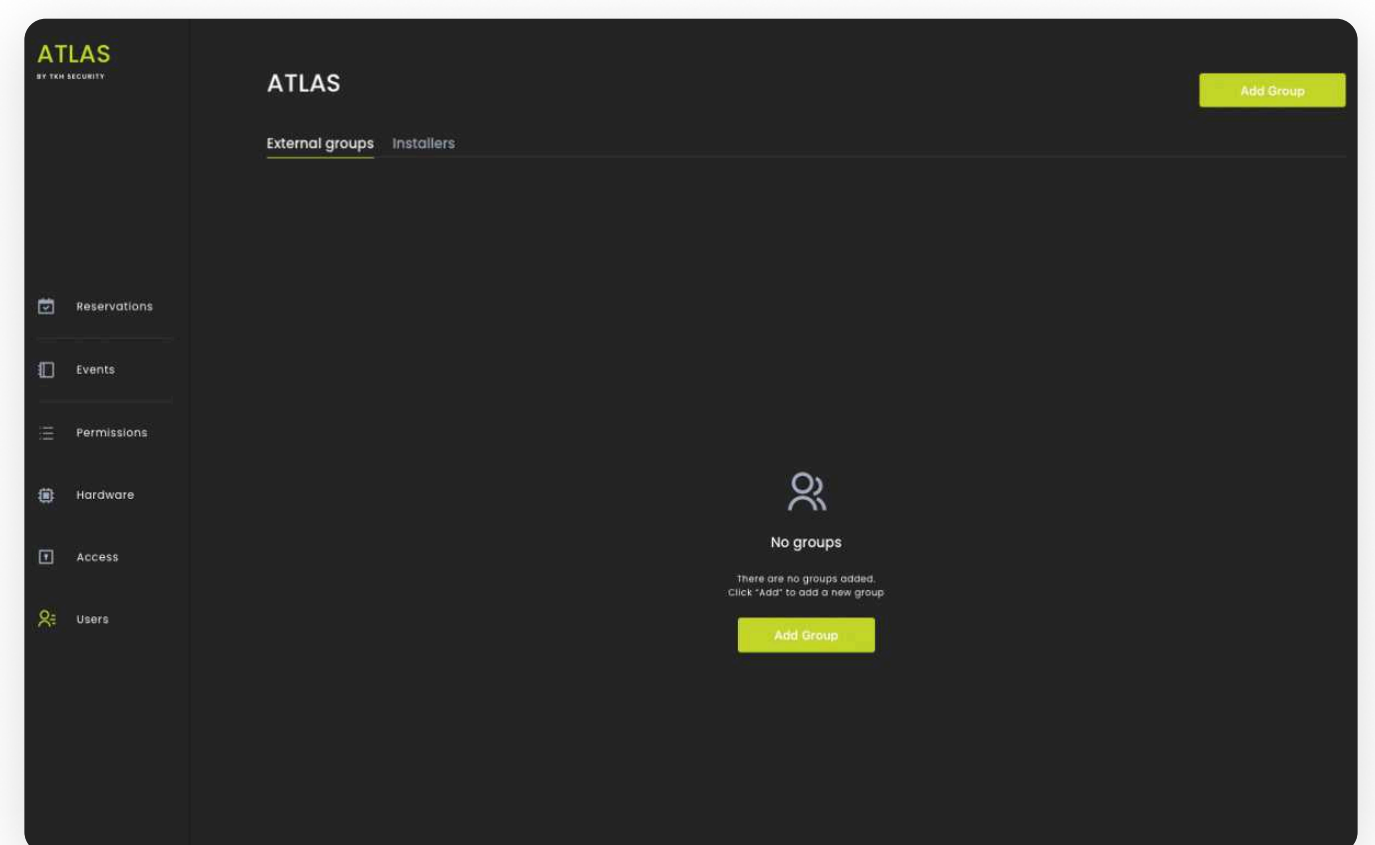 ATLAS
BY TKH SECURITY
ATLAS
Add Group
External groups Installers
Reservations
Events
Permissions
Hardware
Access
Users
No groups
There are no groups added.
Click "Add" to add a new group
Add Group